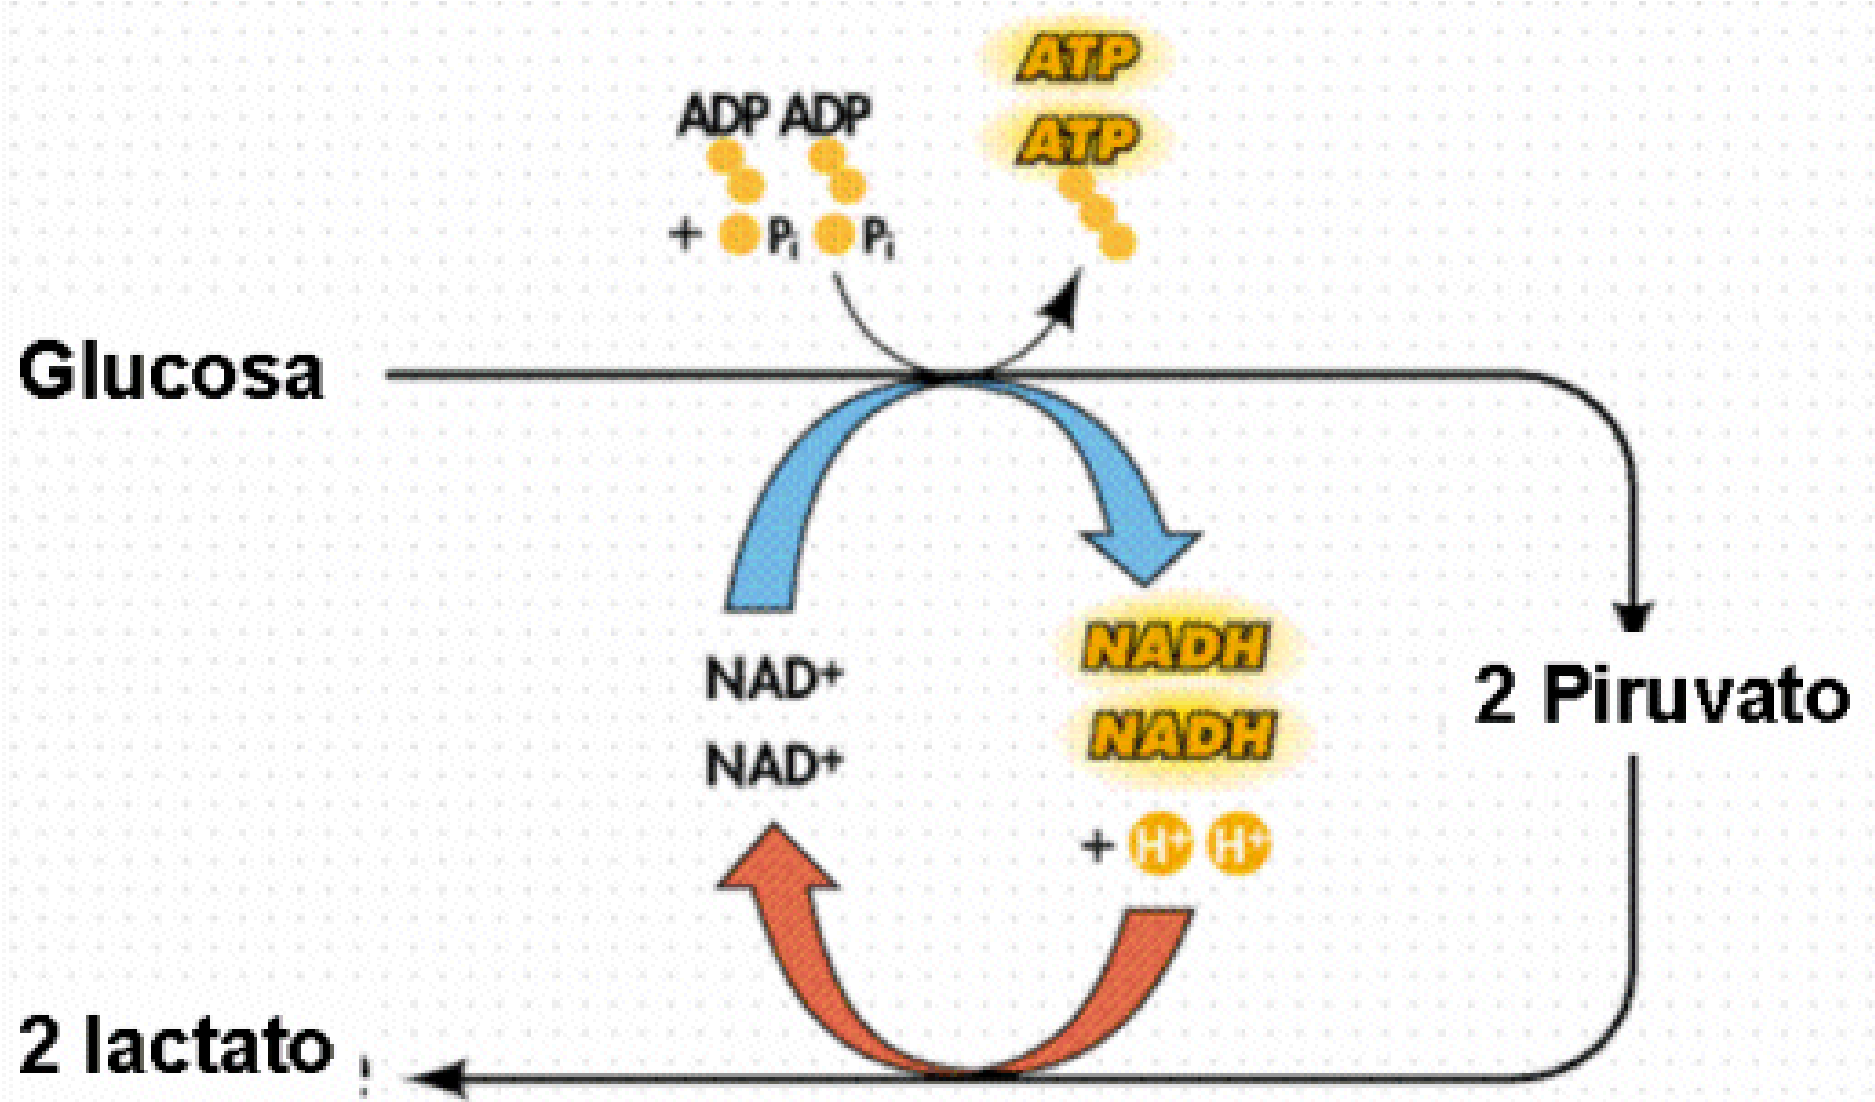 ATP
ATP
ADP ADP
+ Pi Pi
Glucosa
NAD+
NAD+
NADH
NADH
+ H+ H+
2 Piruvato
2 lactato